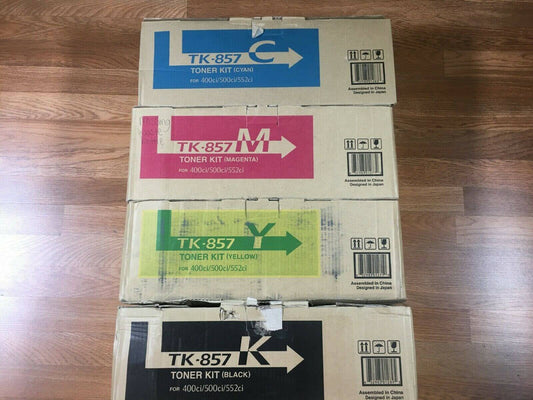 TK-857 C
TONER KIT (CYAN)
FOR 400ci/500ci/552ci
Assembled in China
Designed in Japan
TK-857 M
TONER KIT (MAGENTA)
FOR 400ci/500ci/552ci
Assembled in China
Designed in Japan
TK-857 Y
TONER KIT (YELLOW)
FOR 400ci/500ci/552ci
Assembled in China
Designed in Japan
TK-857 K
TONER KIT (BLACK)
FOR 400ci/500ci/552ci
Assembled in China
Designed in Japan